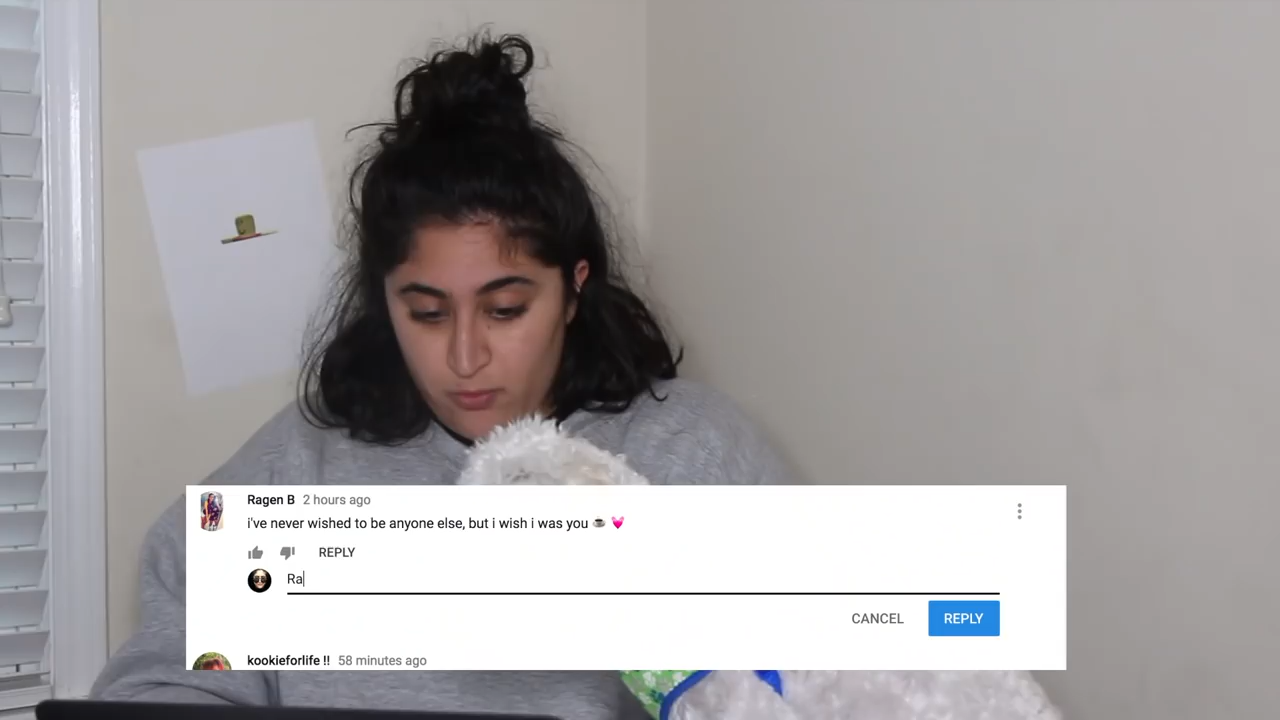 Ragen B 2 hours ago
i've never wished to be anyone else, but i wish i was you ☕ 💓
REPLY
Ra
CANCEL REPLY
kookieforlife !! 58 minutes ago